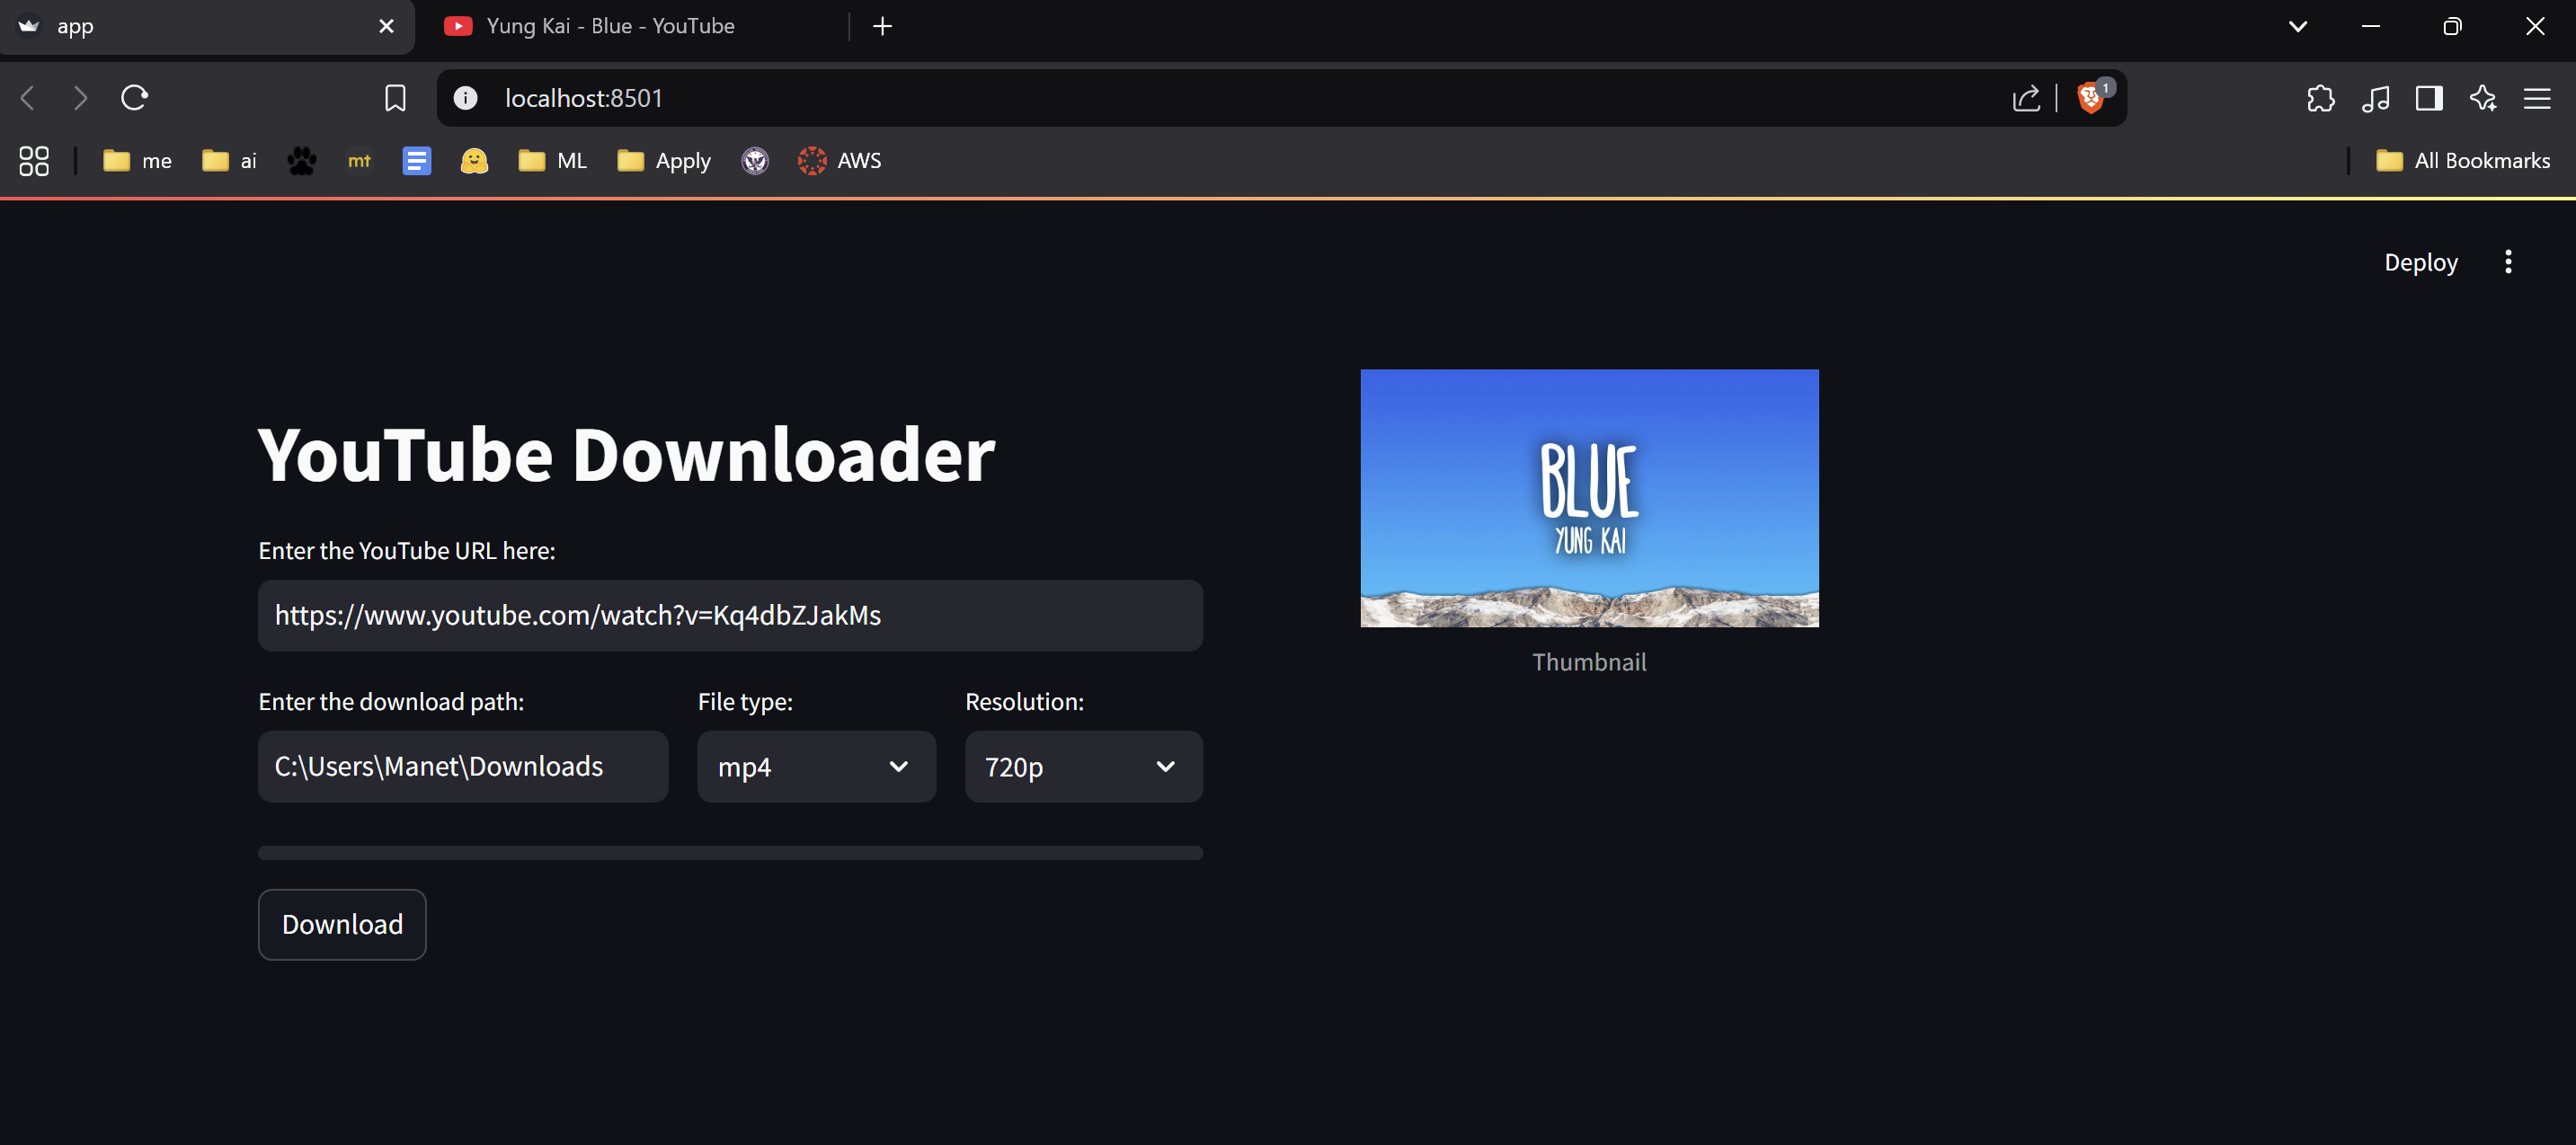 app
Yung Kai - Blue - YouTube
localhost:8501
1
me
ai
mt
ML
Apply
AWS
All Bookmarks
Deploy
YouTube Downloader
Enter the YouTube URL here:
https://www.youtube.com/watch?v=Kq4dbZJakMs
Enter the download path:
File type:
Resolution:
C:\Users\Manet\Downloads
mp4
720p
Download
BLUE
YUNG KAI
Thumbnail